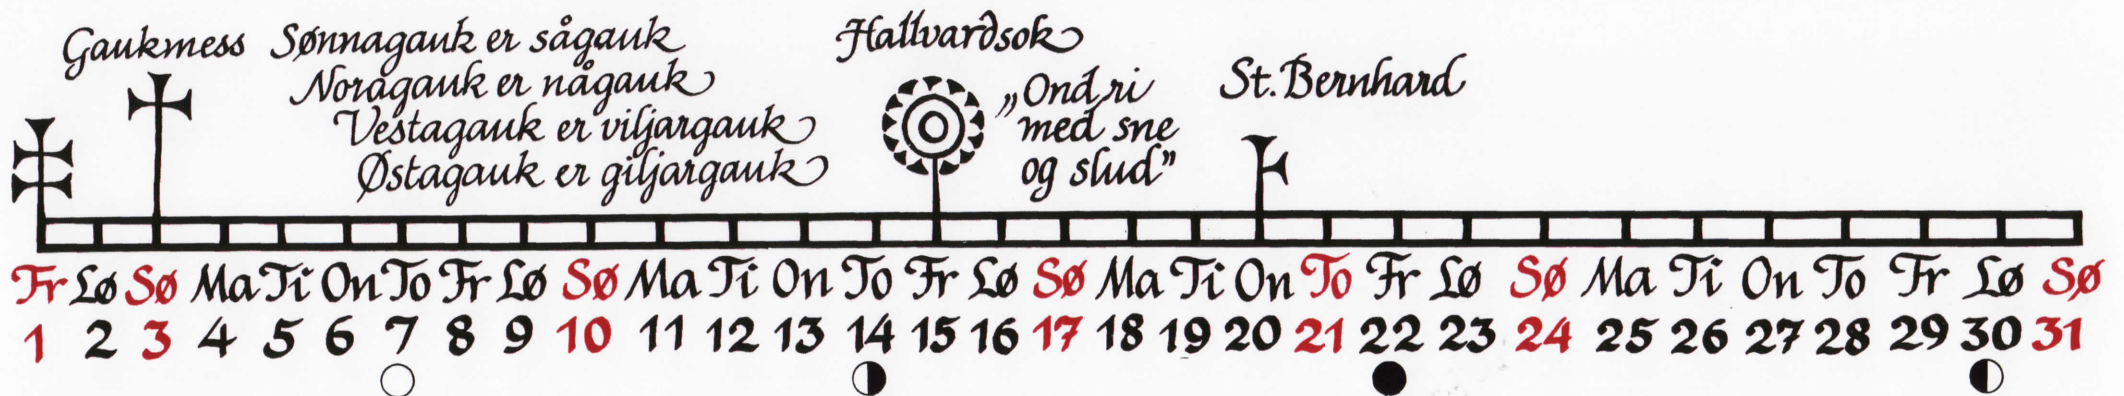 Gaukmess
Sønnagauk er sågauk
Noragauk er någauk
Vestagauk er viljargauk
Østagauk er giljargauk
Hallvardsok
„Ond ri
med sne
og slud”
St. Bernhard
Fr Lø Sø Ma Ti On To Fr Lø Sø Ma Ti On To Fr Lø Sø Ma Ti On To Fr Lø Sø Ma Ti On To Fr Lø Sø
1 2 3 4 5 6 7 8 9 10 11 12 13 14 15 16 17 18 19 20 21 22 23 24 25 26 27 28 29 30 31